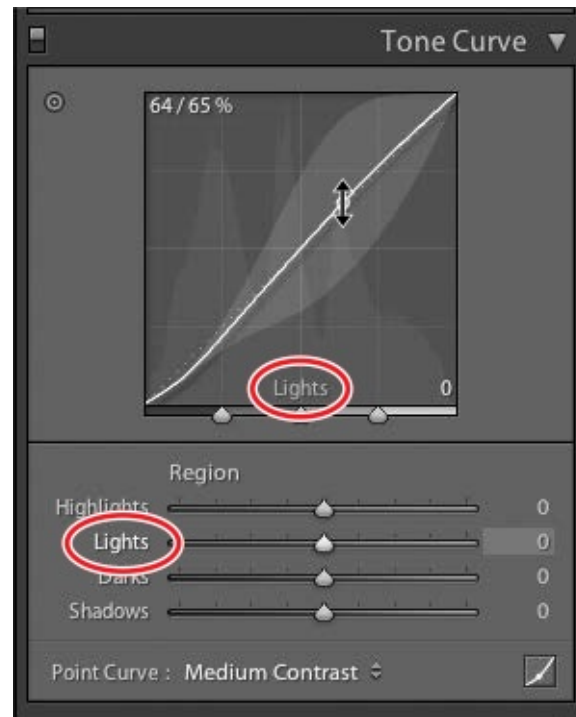 Tone Curve
64 / 65 %
Lights 0
Region
Highlights 0
Lights 0
Darks 0
Shadows 0
Point Curve : Medium Contrast